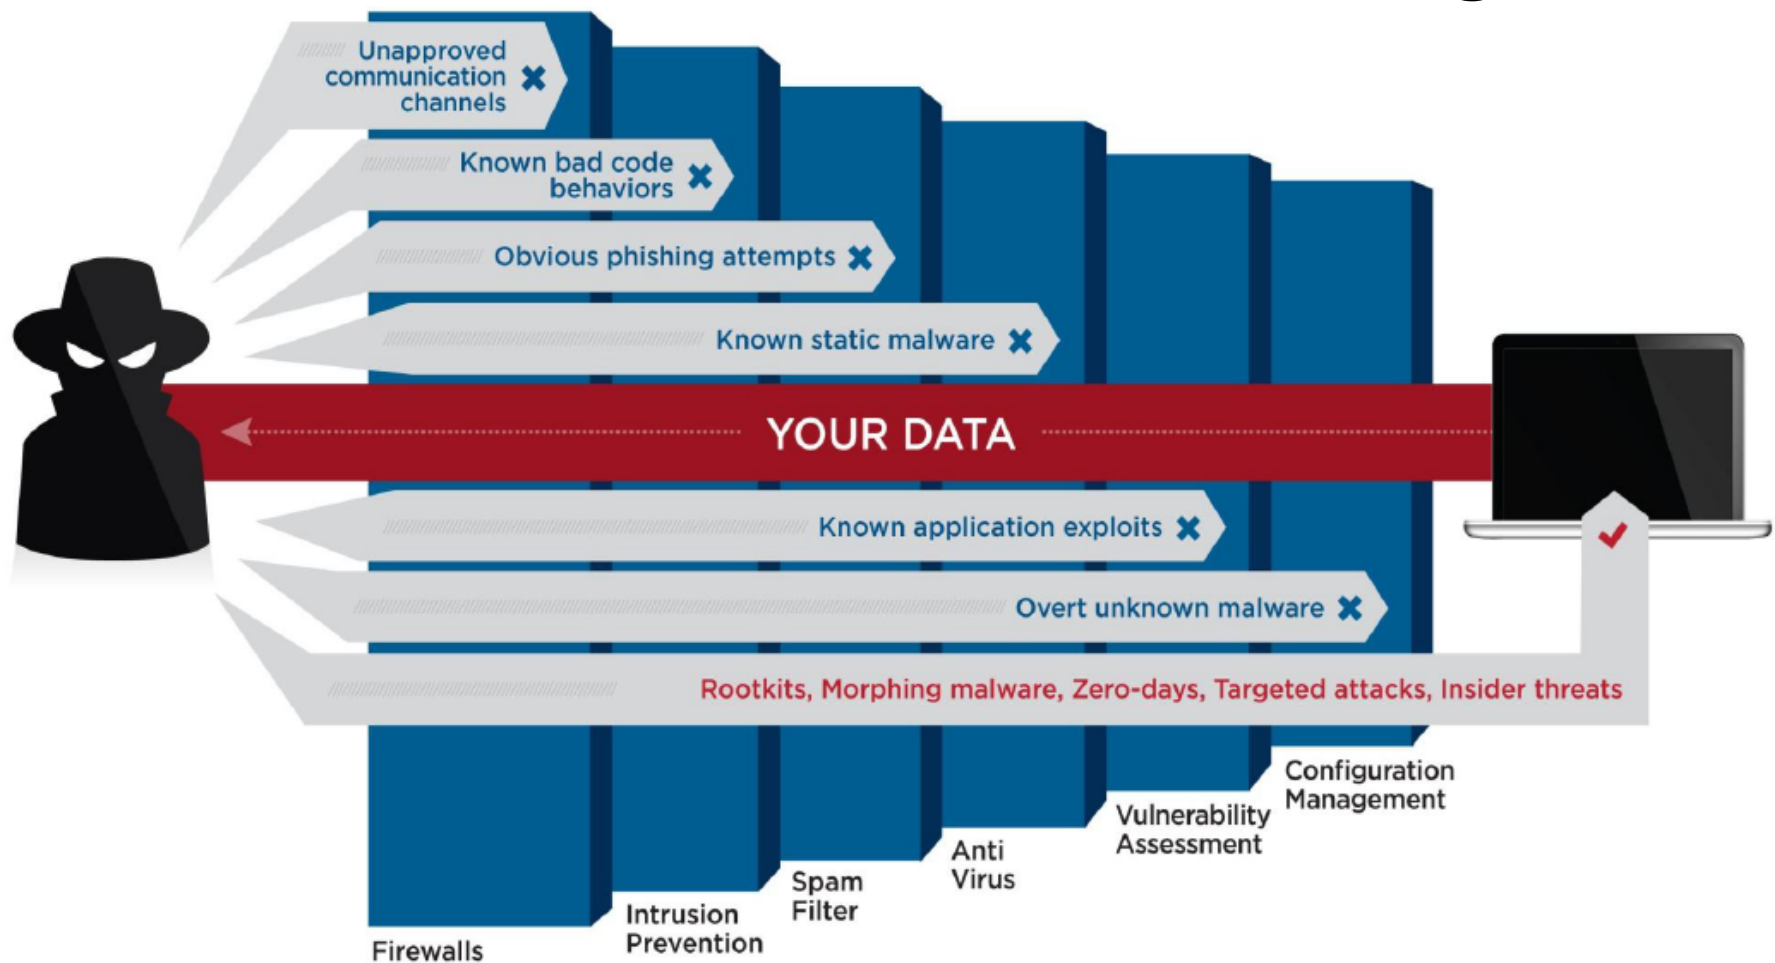 Unapproved
communication
channels
Known bad code
behaviors
Obvious phishing attempts
Known static malware
YOUR DATA
Known application exploits
Overt unknown malware
Rootkits, Morphing malware, Zero-days, Targeted attacks, Insider threats
Firewalls
Intrusion
Prevention
Spam
Filter
Anti
Virus
Vulnerability
Assessment
Configuration
Management